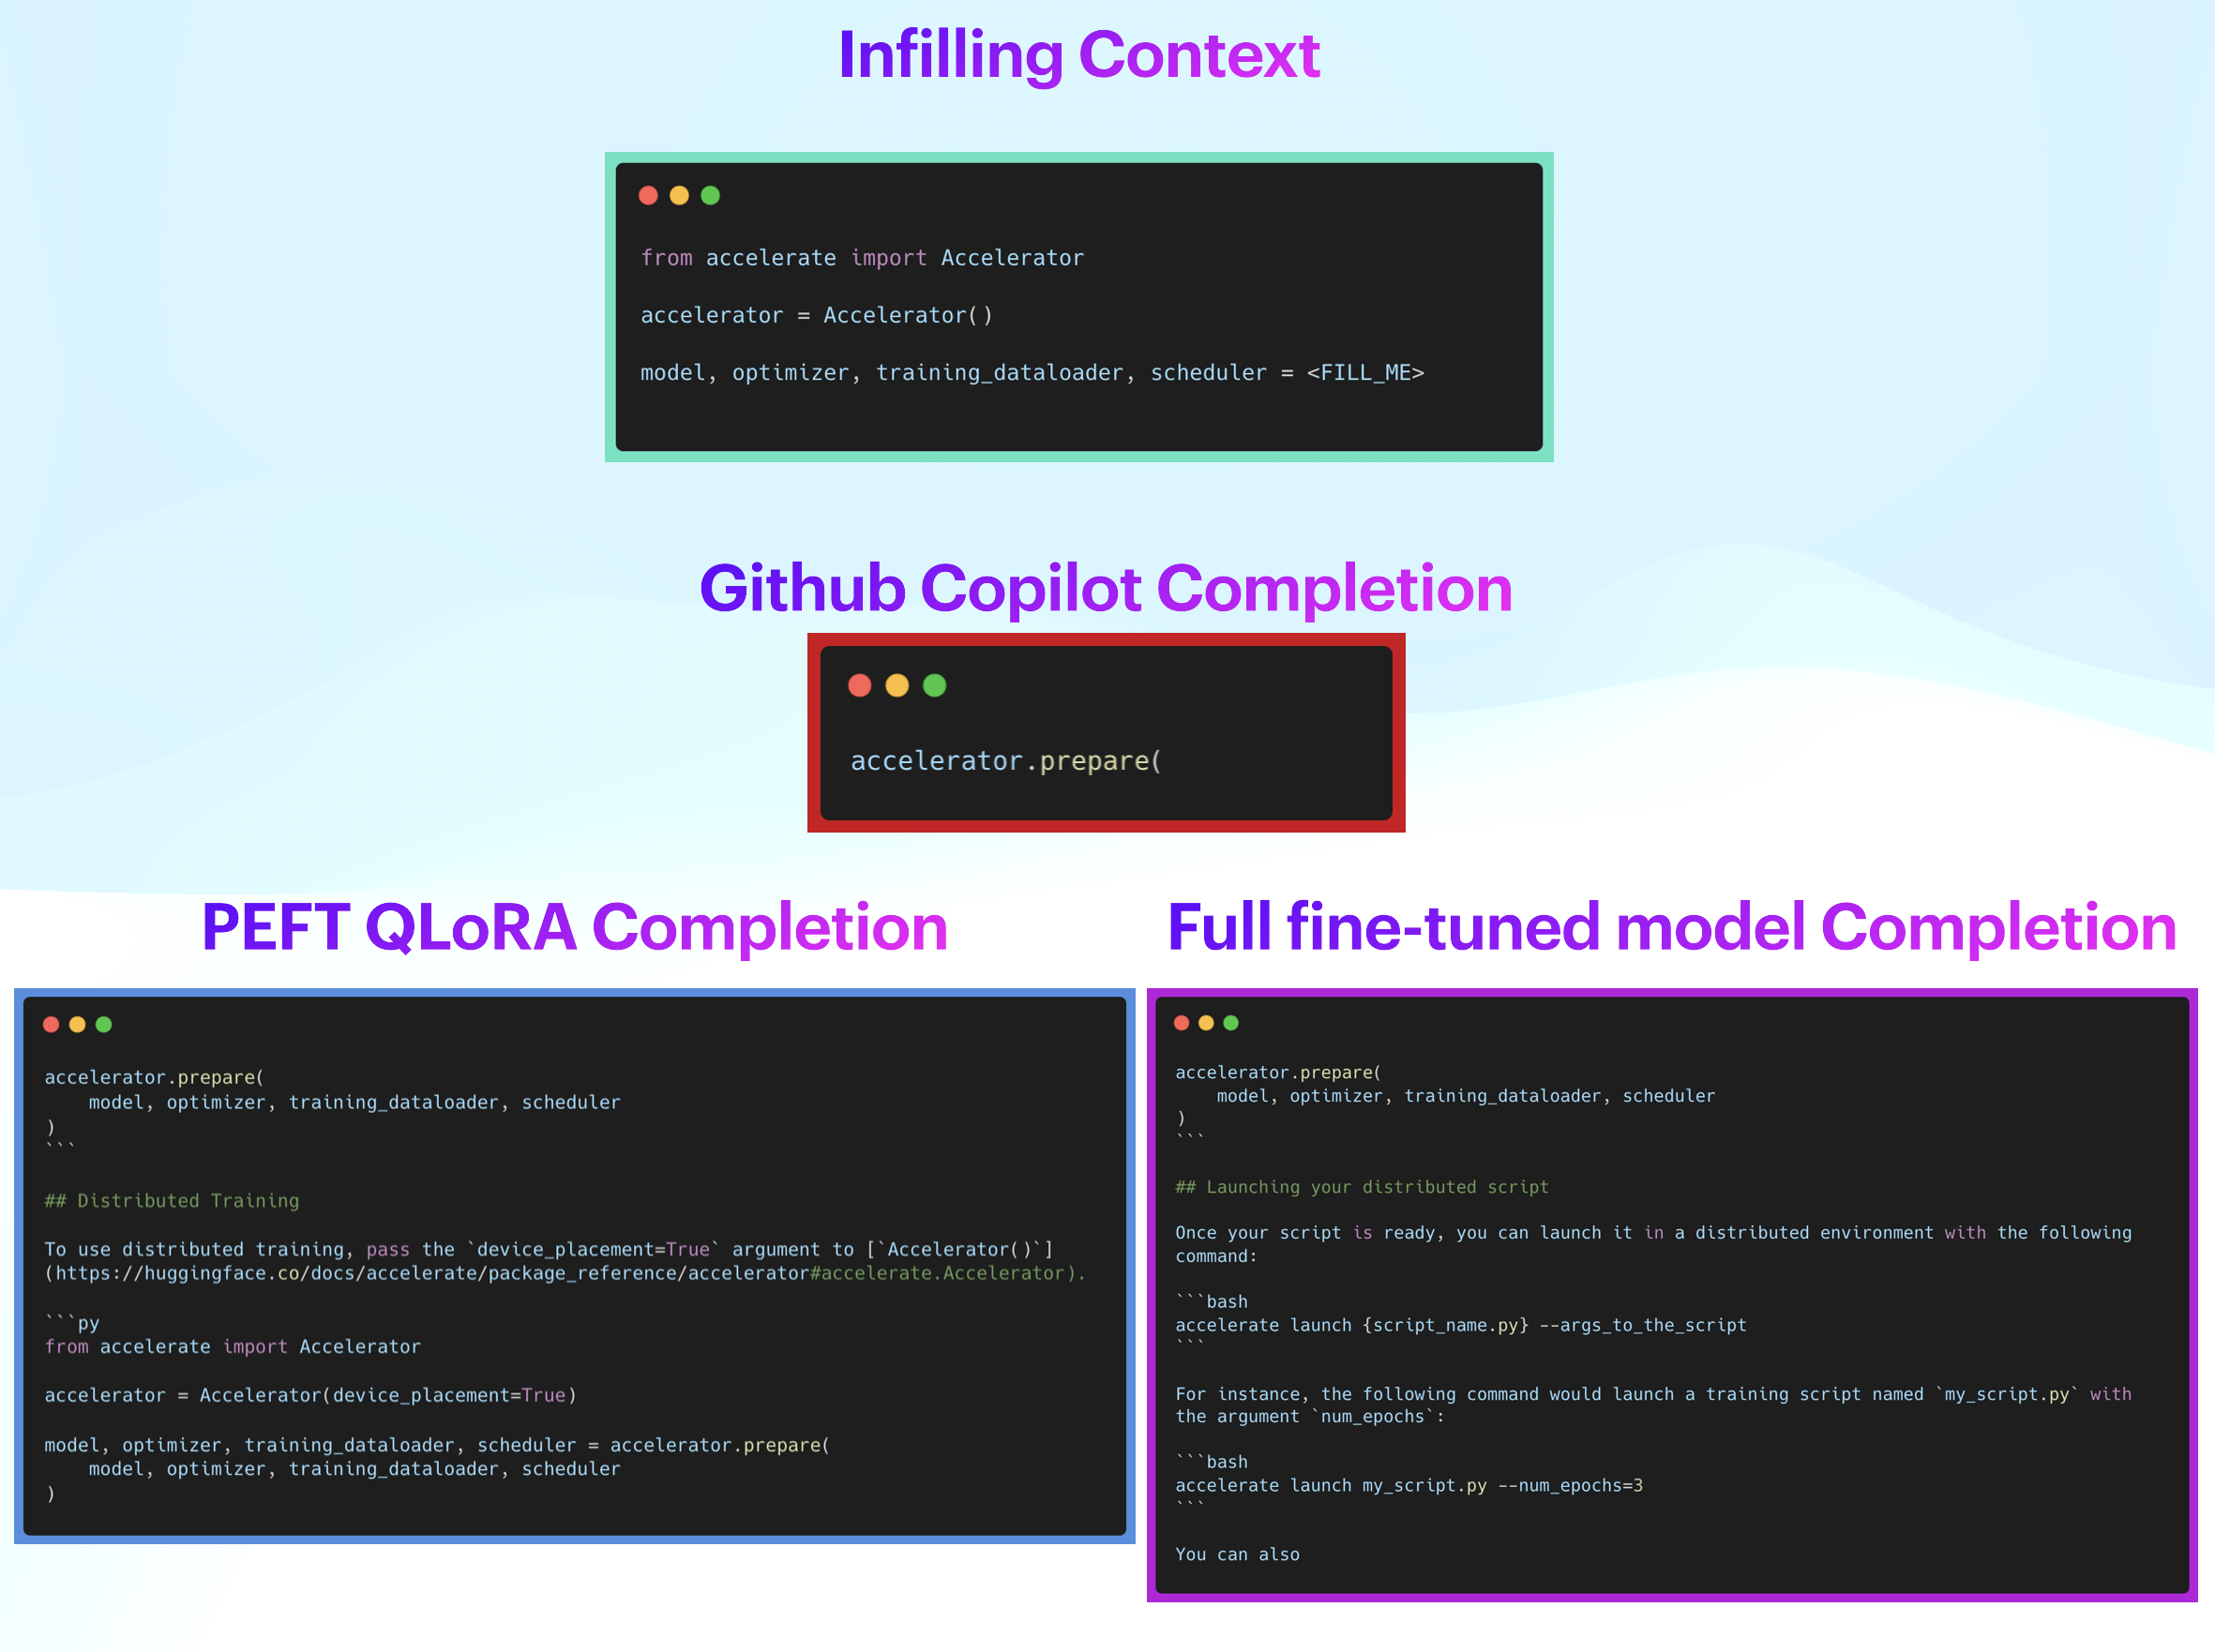 Infilling Context
from accelerate import Accelerator
accelerator = Accelerator()
model, optimizer, training_dataloader, scheduler = <FILL_ME>
Github Copilot Completion
accelerator.prepare(
PEFT QLoRA Completion
accelerator.prepare(
    model, optimizer, training_dataloader, scheduler
)
```
## Distributed Training
To use distributed training, pass the `device_placement=True` argument to [`Accelerator()`]
(https://huggingface.co/docs/accelerate/package_reference/accelerator#accelerate.Accelerator).
```py
from accelerate import Accelerator
accelerator = Accelerator(device_placement=True)
model, optimizer, training_dataloader, scheduler = accelerator.prepare(
    model, optimizer, training_dataloader, scheduler
)
Full fine-tuned model Completion
accelerator.prepare(
    model, optimizer, training_dataloader, scheduler
)
```
## Launching your distributed script
Once your script is ready, you can launch it in a distributed environment with the following
command:
```bash
accelerate launch {script_name.py} --args_to_the_script
```
For instance, the following command would launch a training script named `my_script.py` with
the argument `num_epochs`:
```bash
accelerate launch my_script.py --num_epochs=3
```
You can also